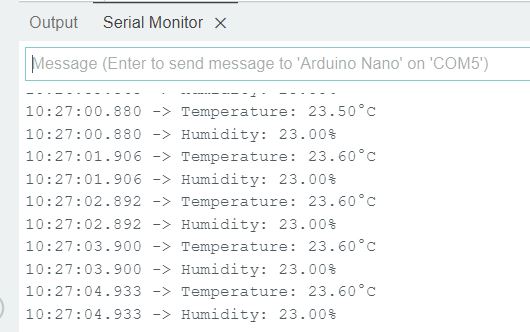 Output Serial Monitor ×
Message (Enter to send message to 'Arduino Nano' on 'COM5')
10:27:00.880 -> Temperature: 23.50°C
10:27:00.880 -> Humidity: 23.00%
10:27:01.906 -> Temperature: 23.60°C
10:27:01.906 -> Humidity: 23.00%
10:27:02.892 -> Temperature: 23.60°C
10:27:02.892 -> Humidity: 23.00%
10:27:03.900 -> Temperature: 23.60°C
10:27:03.900 -> Humidity: 23.00%
10:27:04.933 -> Temperature: 23.60°C
10:27:04.933 -> Humidity: 23.00%